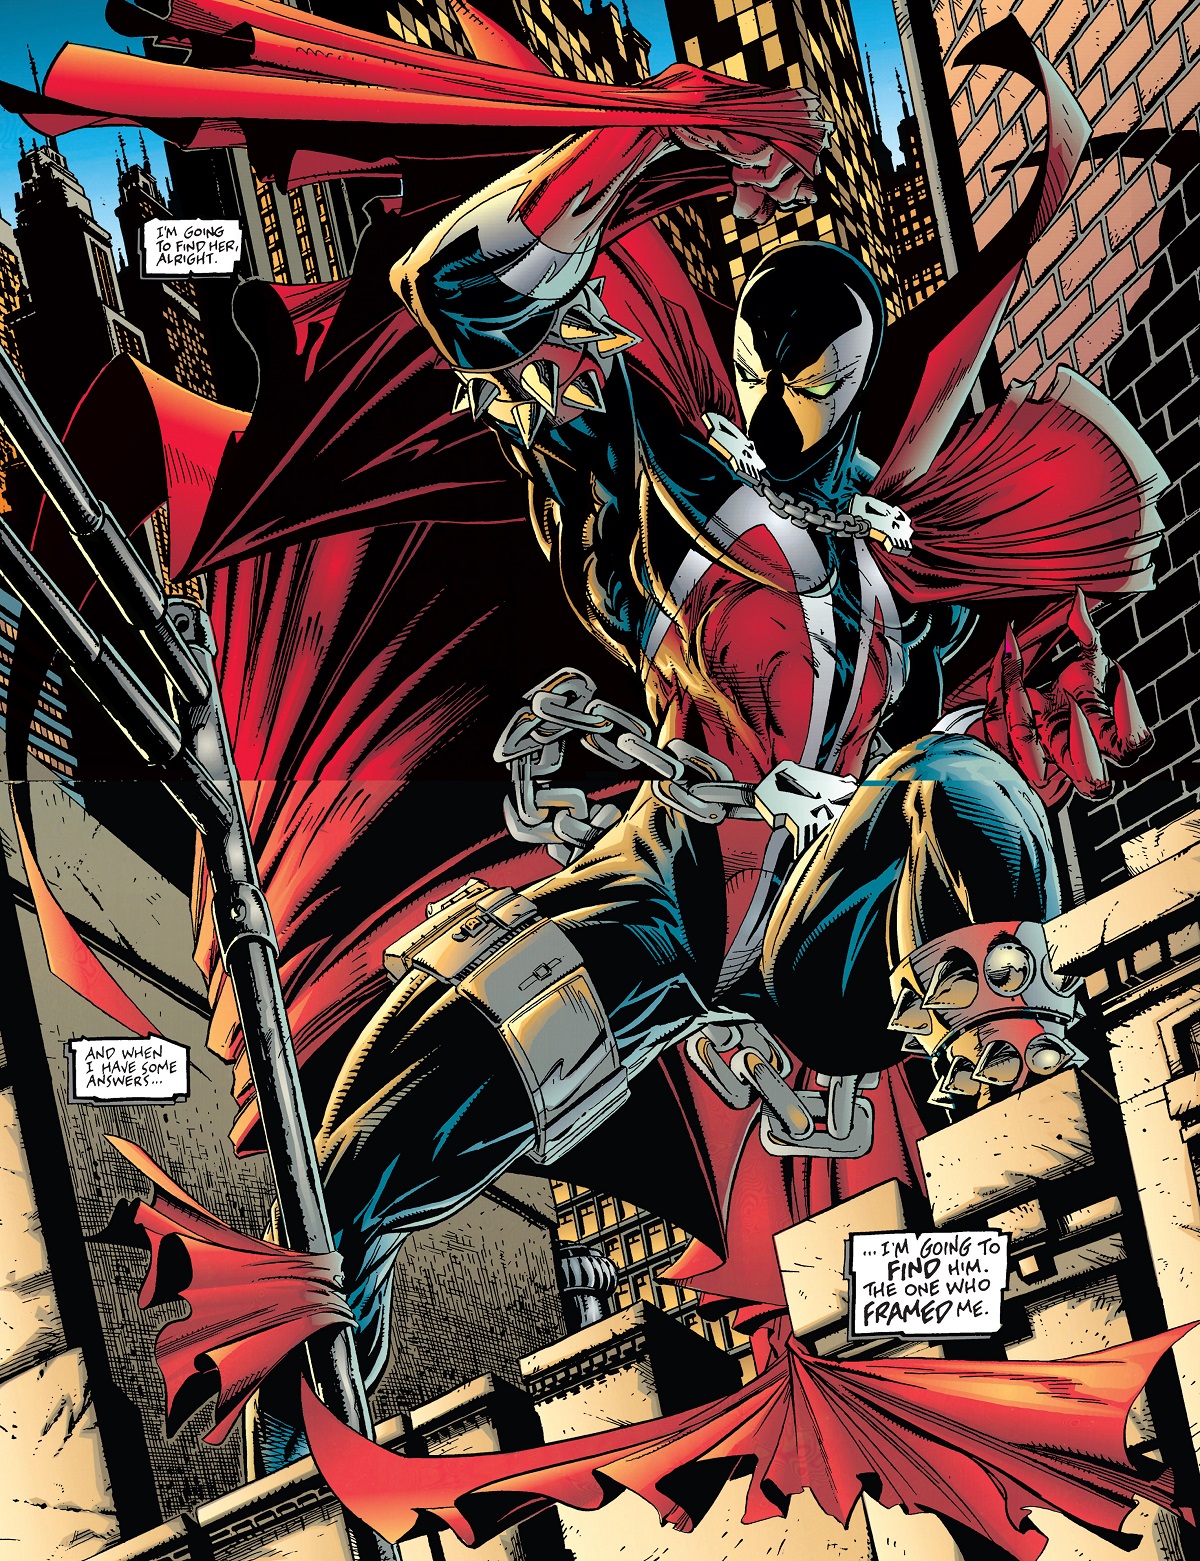 I'M GOING
TO FIND HER,
ALRIGHT.
AND WHEN
I HAVE SOME
ANSWERS...
...I'M GOING TO
FIND HIM.
THE ONE WHO
FRAMED ME.